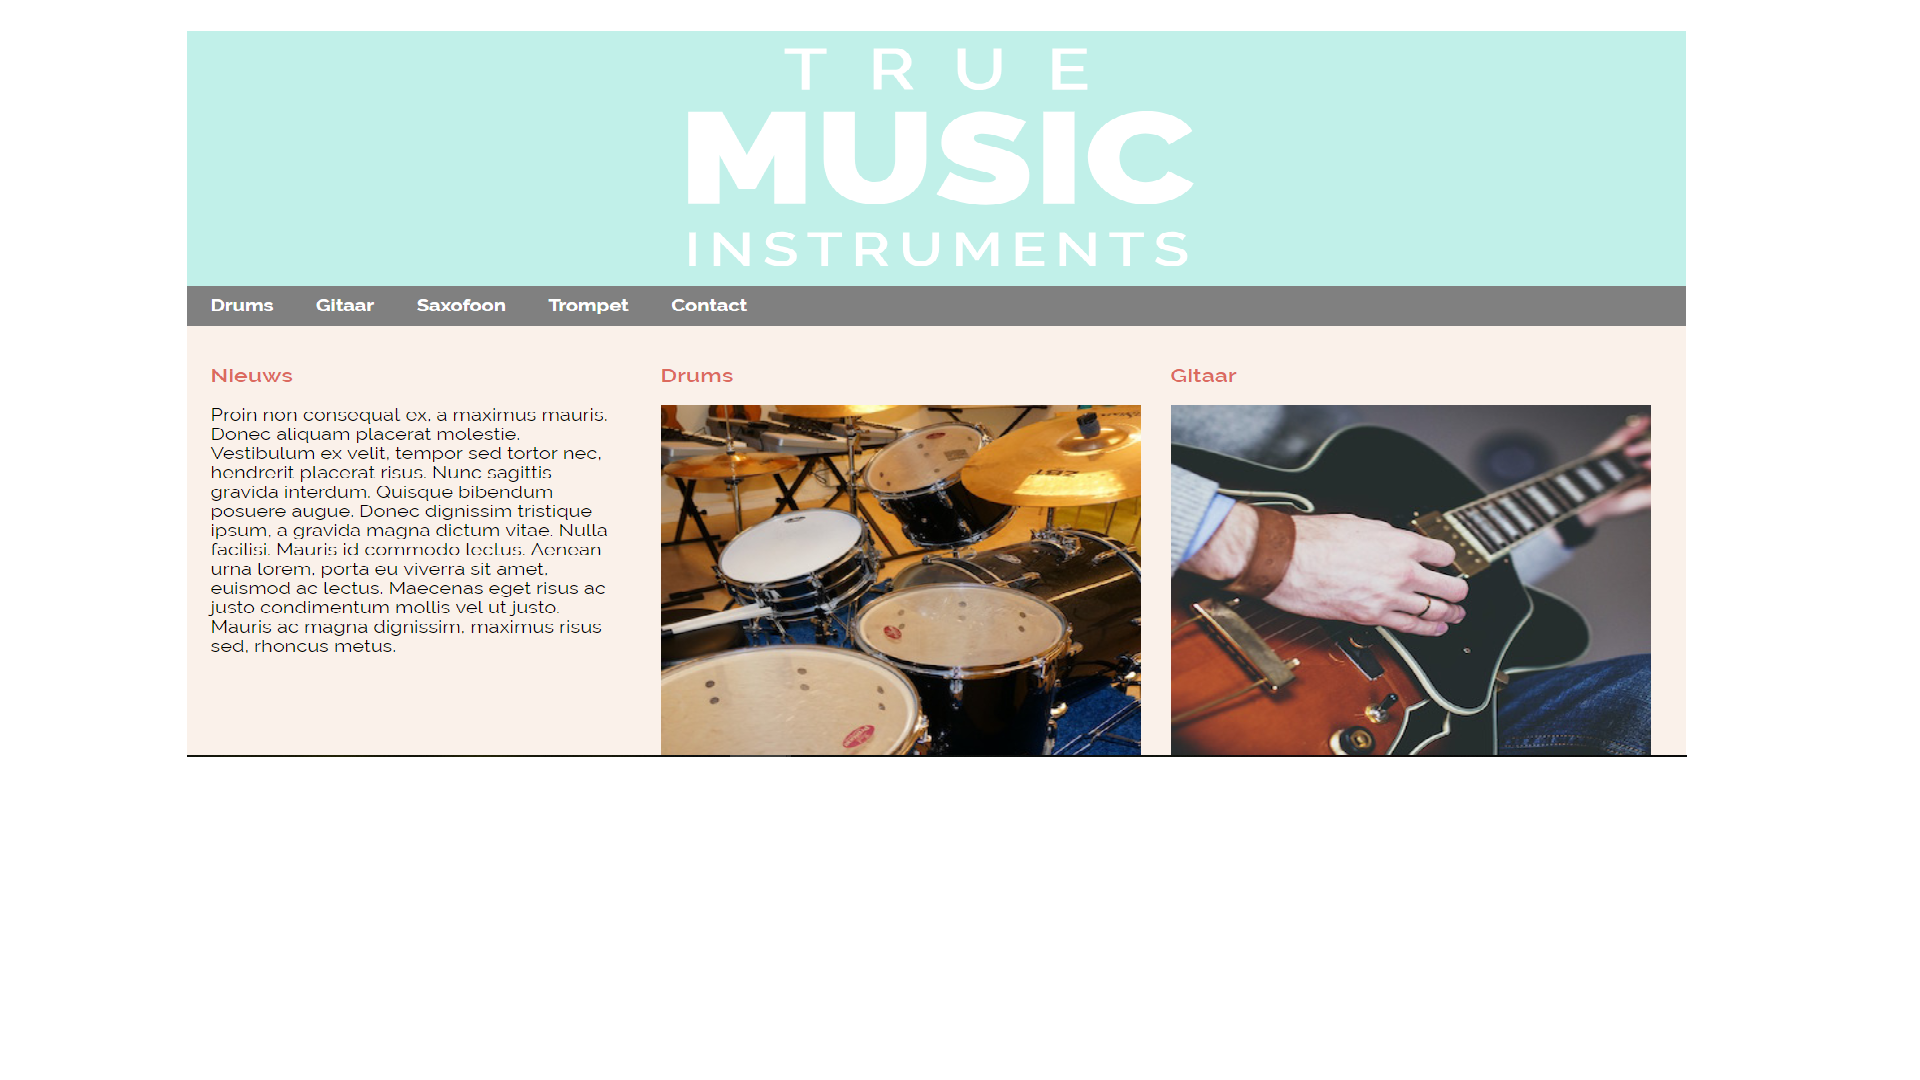 TRUE
MUSIC
INSTRUMENTS
Drums Gitaar Saxofoon Trompet Contact
Nieuws
Proin non consequat ex, a maximus mauris.
Donec aliquam placerat molestie.
Vestibulum ex velit, tempor sed tortor nec,
hendrerit placerat risus. Nunc sagittis
gravida interdum. Quisque bibendum
posuere augue. Donec dignissim tristique
ipsum, a gravida magna dictum vitae. Nulla
facilisi. Mauris id commodo lectus. Aenean
urna lorem, porta eu viverra sit amet,
euismod ac lectus. Maecenas eget risus ac
justo condimentum mollis vel ut justo.
Mauris ac magna dignissim, maximus risus
sed, rhoncus metus.
Drums
Gitaar